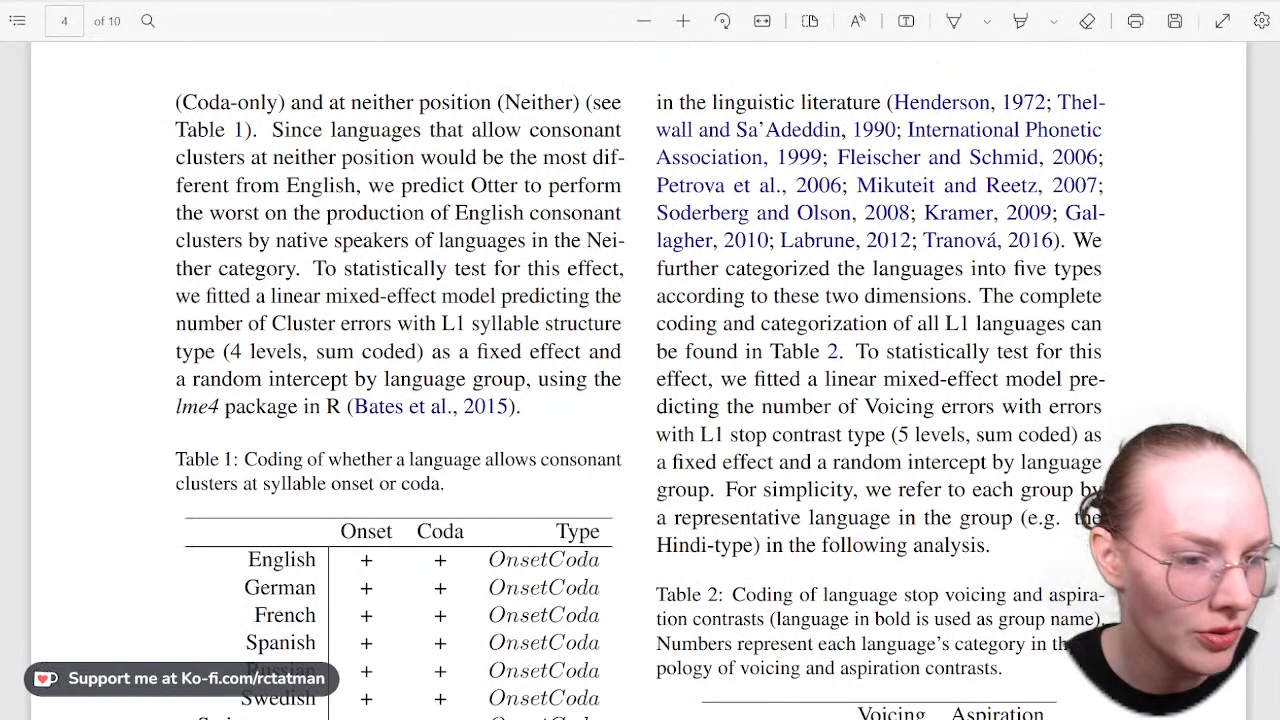 4 of 10
(Coda-only) and at neither position (Neither) (see
Table 1). Since languages that allow consonant
clusters at neither position would be the most dif-
ferent from English, we predict Otter to perform
the worst on the production of English consonant
clusters by native speakers of languages in the Nei-
ther category. To statistically test for this effect,
we fitted a linear mixed-effect model predicting the
number of Cluster errors with L1 syllable structure
type (4 levels, sum coded) as a fixed effect and
a random intercept by language group, using the
lme4 package in R (Bates et al., 2015).
Table 1: Coding of whether a language allows consonant
clusters at syllable onset or coda.
Onset Coda Type
English + + OnsetCoda
German + + OnsetCoda
French + + OnsetCoda
Spanish + + OnsetCoda
Russian + + OnsetCoda
Swedish + + OnsetCoda
Support me at Ko-fi.com/rctatman
in the linguistic literature (Henderson, 1972; Thel-
wall and Sa'Adeddin, 1990; International Phonetic
Association, 1999; Fleischer and Schmid, 2006;
Petrova et al., 2006; Mikuteit and Reetz, 2007;
Soderberg and Olson, 2008; Kramer, 2009; Gal-
lagher, 2010; Labrune, 2012; Tranová, 2016). We
further categorized the languages into five types
according to these two dimensions. The complete
coding and categorization of all L1 languages can
be found in Table 2. To statistically test for this
effect, we fitted a linear mixed-effect model pre-
dicting the number of Voicing errors with errors
with L1 stop contrast type (5 levels, sum coded) as
a fixed effect and a random intercept by language
group. For simplicity, we refer to each group by
a representative language in the group (e.g. the
Hindi-type) in the following analysis.
Table 2: Coding of language stop voicing and aspira-
tion contrasts (language in bold is used as group name).
Numbers represent each language's category in
pology of voicing and aspiration contrasts.
Voicing Aspiration